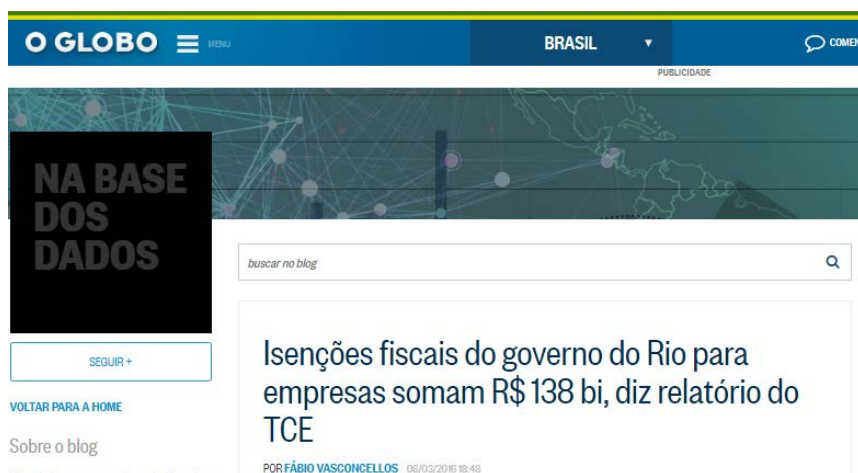 O GLOBO MENU BRASIL COMEN
PUBLICIDADE
NA BASE
DOS
DADOS
buscar no blog
SEGUIR +
VOLTAR PARA A HOME
Sobre o blog
Isenções fiscais do governo do Rio para
empresas somam R$ 138 bi, diz relatório do
TCE
POR FÁBIO VASCONCELLOS 08/03/2016 18:48